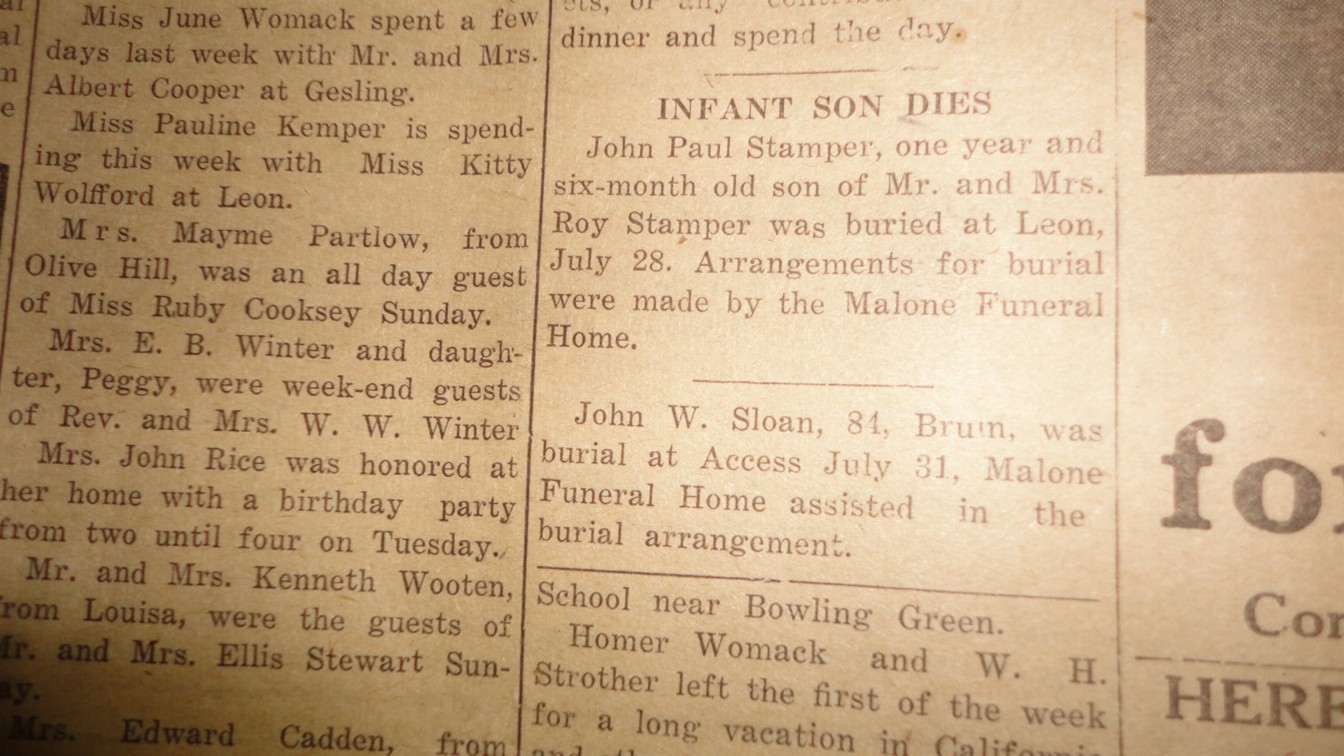 Miss June Womack spent a few
days last week with Mr. and Mrs.
Albert Cooper at Gesling.
Miss Pauline Kemper is spend-
ing this week with Miss Kitty
Wolfford at Leon.
Mrs. Mayme Partlow, from
Olive Hill, was an all day guest
of Miss Ruby Cooksey Sunday.
Mrs. E. B. Winter and daugh-
ter, Peggy, were week-end guests
of Rev. and Mrs. W. W. Winter
Mrs. John Rice was honored at
her home with a birthday party
from two until four on Tuesday.
Mr. and Mrs. Kenneth Wooten,
from Louisa, were the guests of
Mr. and Mrs. Ellis Stewart Sun-
ay.
Mrs. Edward Cadden, from
or any
dinner and spend the day.
INFANT SON DIES
John Paul Stamper, one year and
six-month old son of Mr. and Mrs.
Roy Stamper was buried at Leon,
July 28. Arrangements for burial
were made by the Malone Funeral
Home.
John W. Sloan, 84, Bruin, was
burial at Access July 31, Malone
Funeral Home assisted in the
burial arrangement.
School near Bowling Green.
Homer Womack and W. H.
Strother left the first of the week
for a long vacation in California
fo
Con
HERE